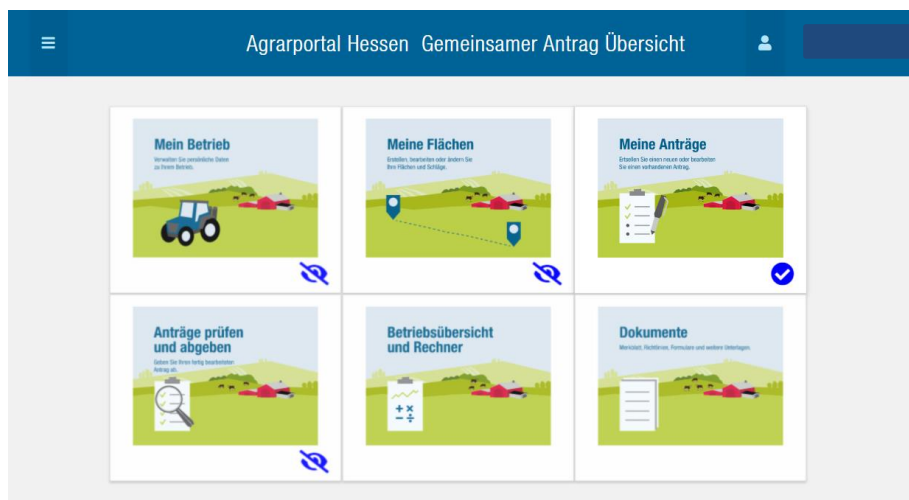 Agrarportal Hessen Gemeinsamer Antrag Übersicht
Mein Betrieb
Verwalten Sie persönliche Daten
zu Ihrem Betrieb.
Meine Flächen
Erstellen, bearbeiten oder ändern Sie
Ihre Flächen und Schläge.
Meine Anträge
Erstellen Sie einen neuen oder bearbeiten
Sie einen vorhandenen Antrag.
Anträge prüfen
und abgeben
Geben Sie Ihren fertig bearbeiteten
Antrag ab.
Betriebsübersicht
und Rechner
Dokumente
Merkblatt, Richtlinien, Formulare und weitere Unterlagen.